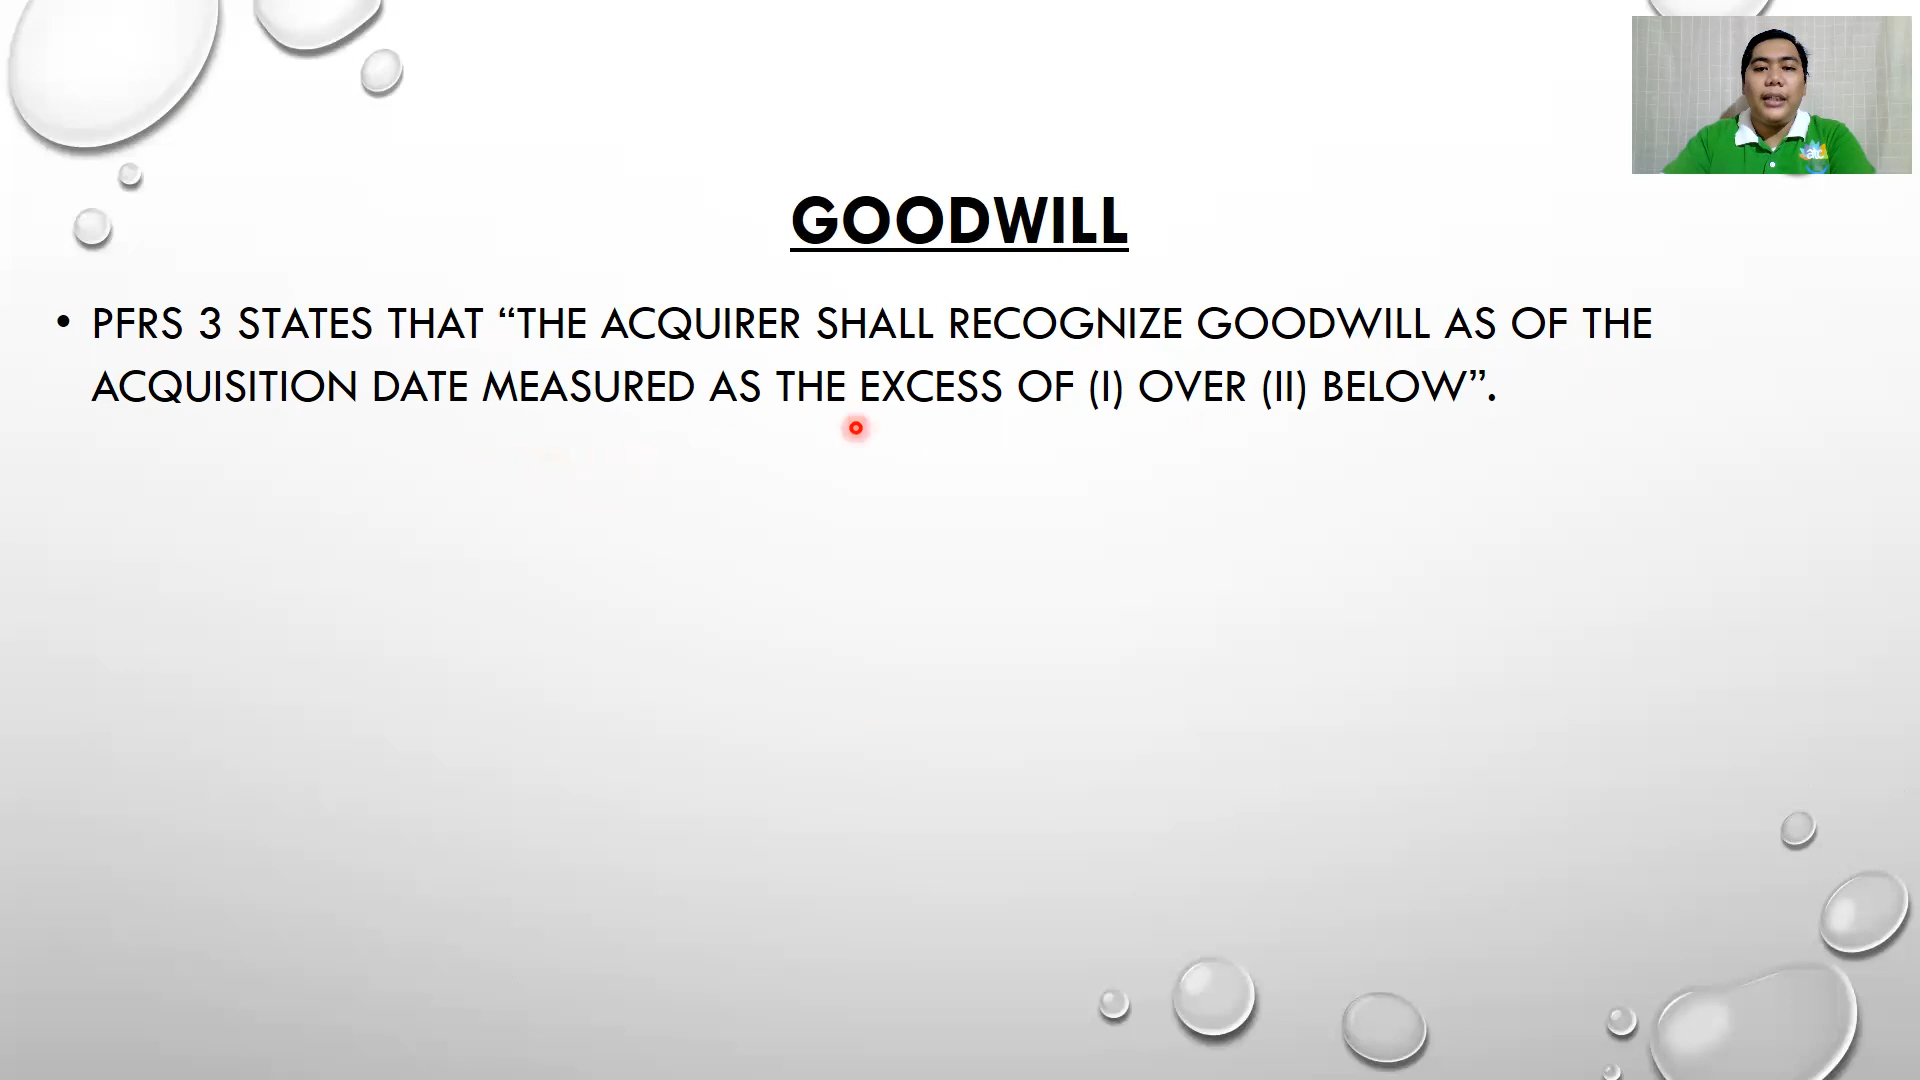 GOODWILL
• PFRS 3 STATES THAT “THE ACQUIRER SHALL RECOGNIZE GOODWILL AS OF THE
ACQUISITION DATE MEASURED AS THE EXCESS OF (I) OVER (II) BELOW”.
atc